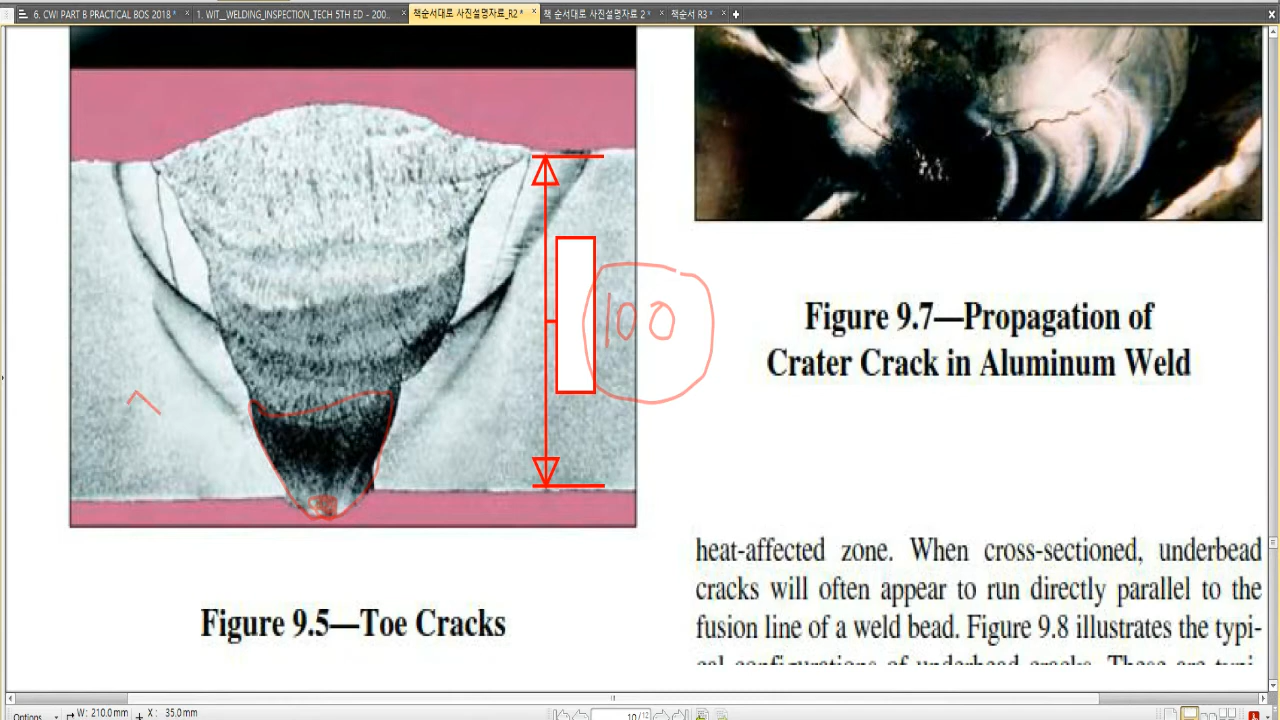 6. CWI PART B PRACTICAL BOS 2018 * × 1. WIT_WELDING_INSPECTION_TECH 5TH ED - 200... × 책순서대로 사진설명자료_R2 * × 책 순서대로 사진설명자료 2 * × 책순서 R3 * ×
100
Figure 9.5—Toe Cracks
Figure 9.7—Propagation of
Crater Crack in Aluminum Weld
heat-affected zone. When cross-sectioned, underbead
cracks will often appear to run directly parallel to the
fusion line of a weld bead. Figure 9.8 illustrates the typi-
Options W: 210.0mm X: 35.0mm 10/12